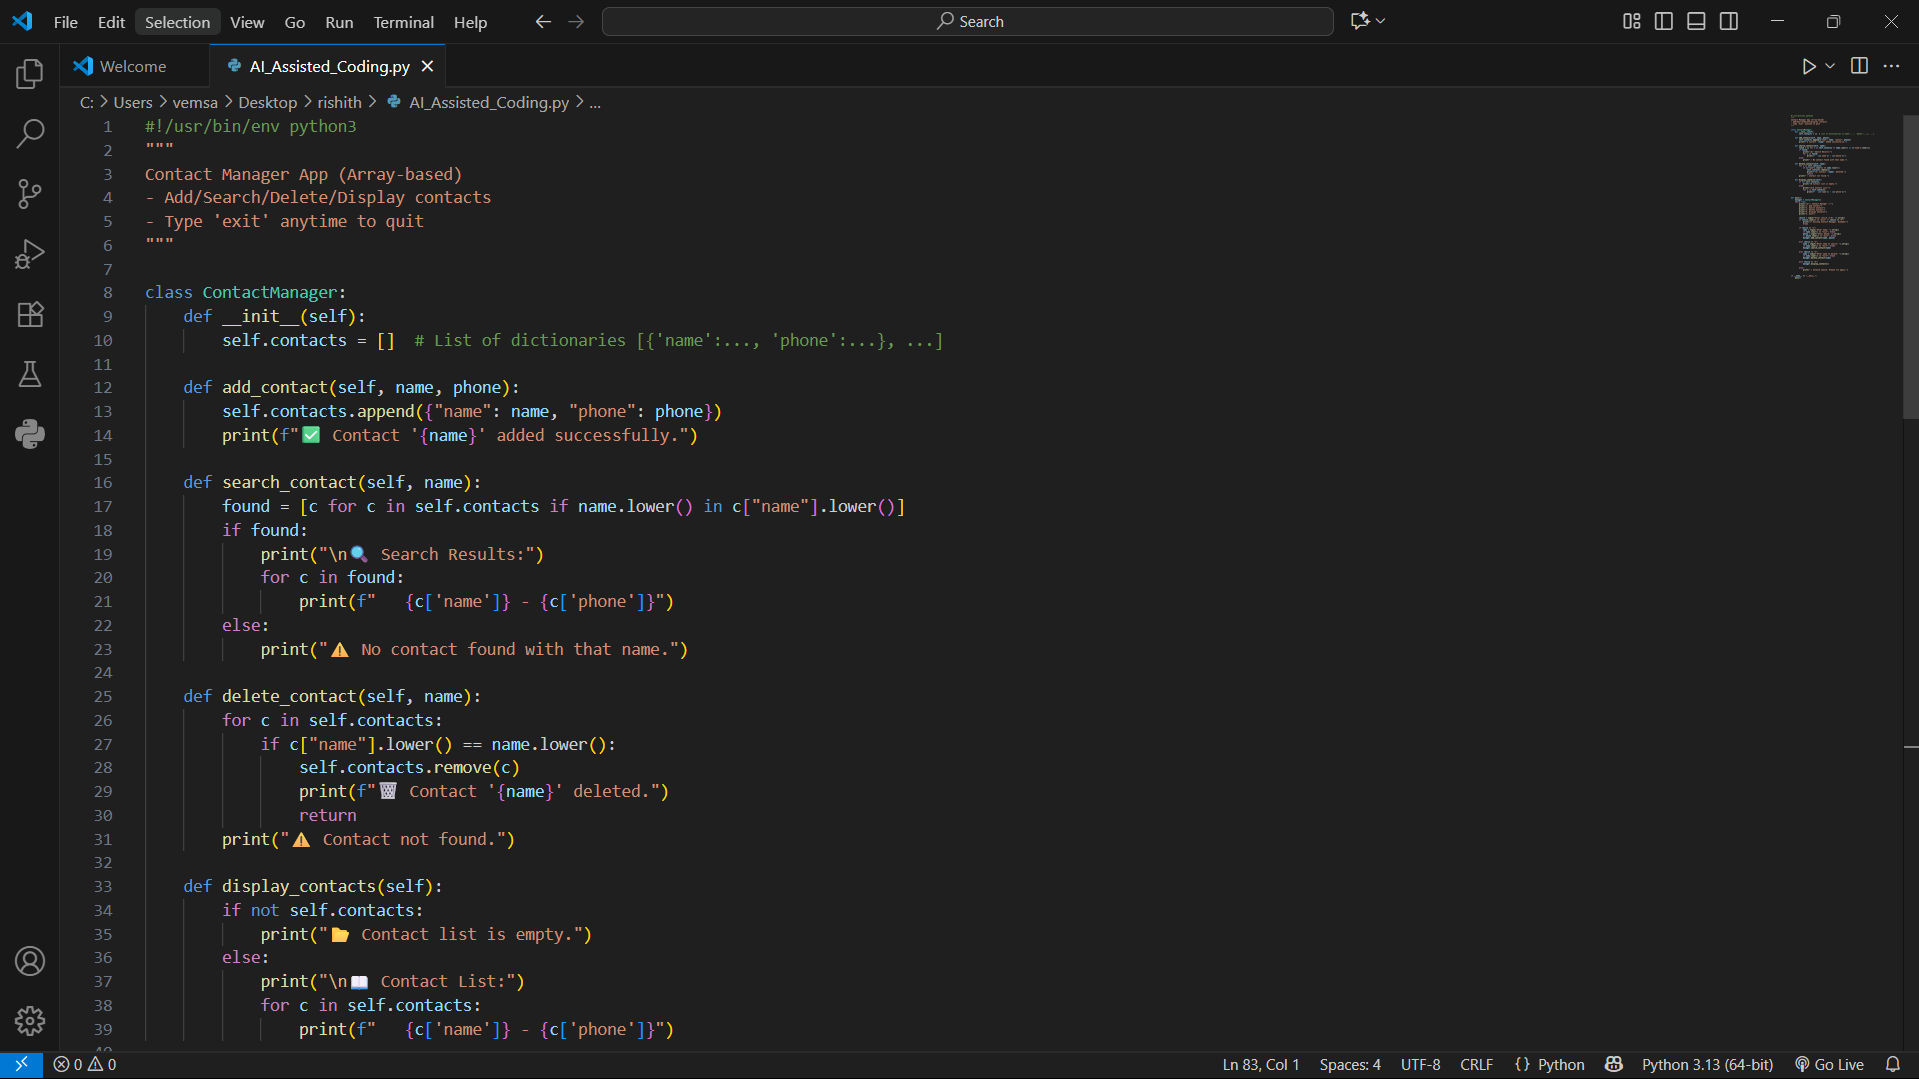 File Edit Selection View Go Run Terminal Help Search
Welcome AI_Assisted_Coding.py
C: > Users > vemsa > Desktop > rishith > AI_Assisted_Coding.py > ...
1 #!/usr/bin/env python3
2 """
3 Contact Manager App (Array-based)
4 - Add/Search/Delete/Display contacts
5 - Type 'exit' anytime to quit
6 """
7
8 class ContactManager:
9     def __init__(self):
10         self.contacts = []  # List of dictionaries [{'name':..., 'phone':...}, ...]
11
12     def add_contact(self, name, phone):
13         self.contacts.append({"name": name, "phone": phone})
14         print(f"✅ Contact '{name}' added successfully.")
15
16     def search_contact(self, name):
17         found = [c for c in self.contacts if name.lower() in c["name"].lower()]
18         if found:
19             print("\n🔍 Search Results:")
20             for c in found:
21                 print(f"   {c['name']} - {c['phone']}")
22         else:
23             print("⚠️ No contact found with that name.")
24
25     def delete_contact(self, name):
26         for c in self.contacts:
27             if c["name"].lower() == name.lower():
28                 self.contacts.remove(c)
29                 print(f"🗑️ Contact '{name}' deleted.")
30                 return
31         print("⚠️ Contact not found.")
32
33     def display_contacts(self):
34         if not self.contacts:
35             print("📂 Contact list is empty.")
36         else:
37             print("\n📖 Contact List:")
38             for c in self.contacts:
39                 print(f"   {c['name']} - {c['phone']}")
0 0 Ln 83, Col 1 Spaces: 4 UTF-8 CRLF {} Python Python 3.13 (64-bit) Go Live